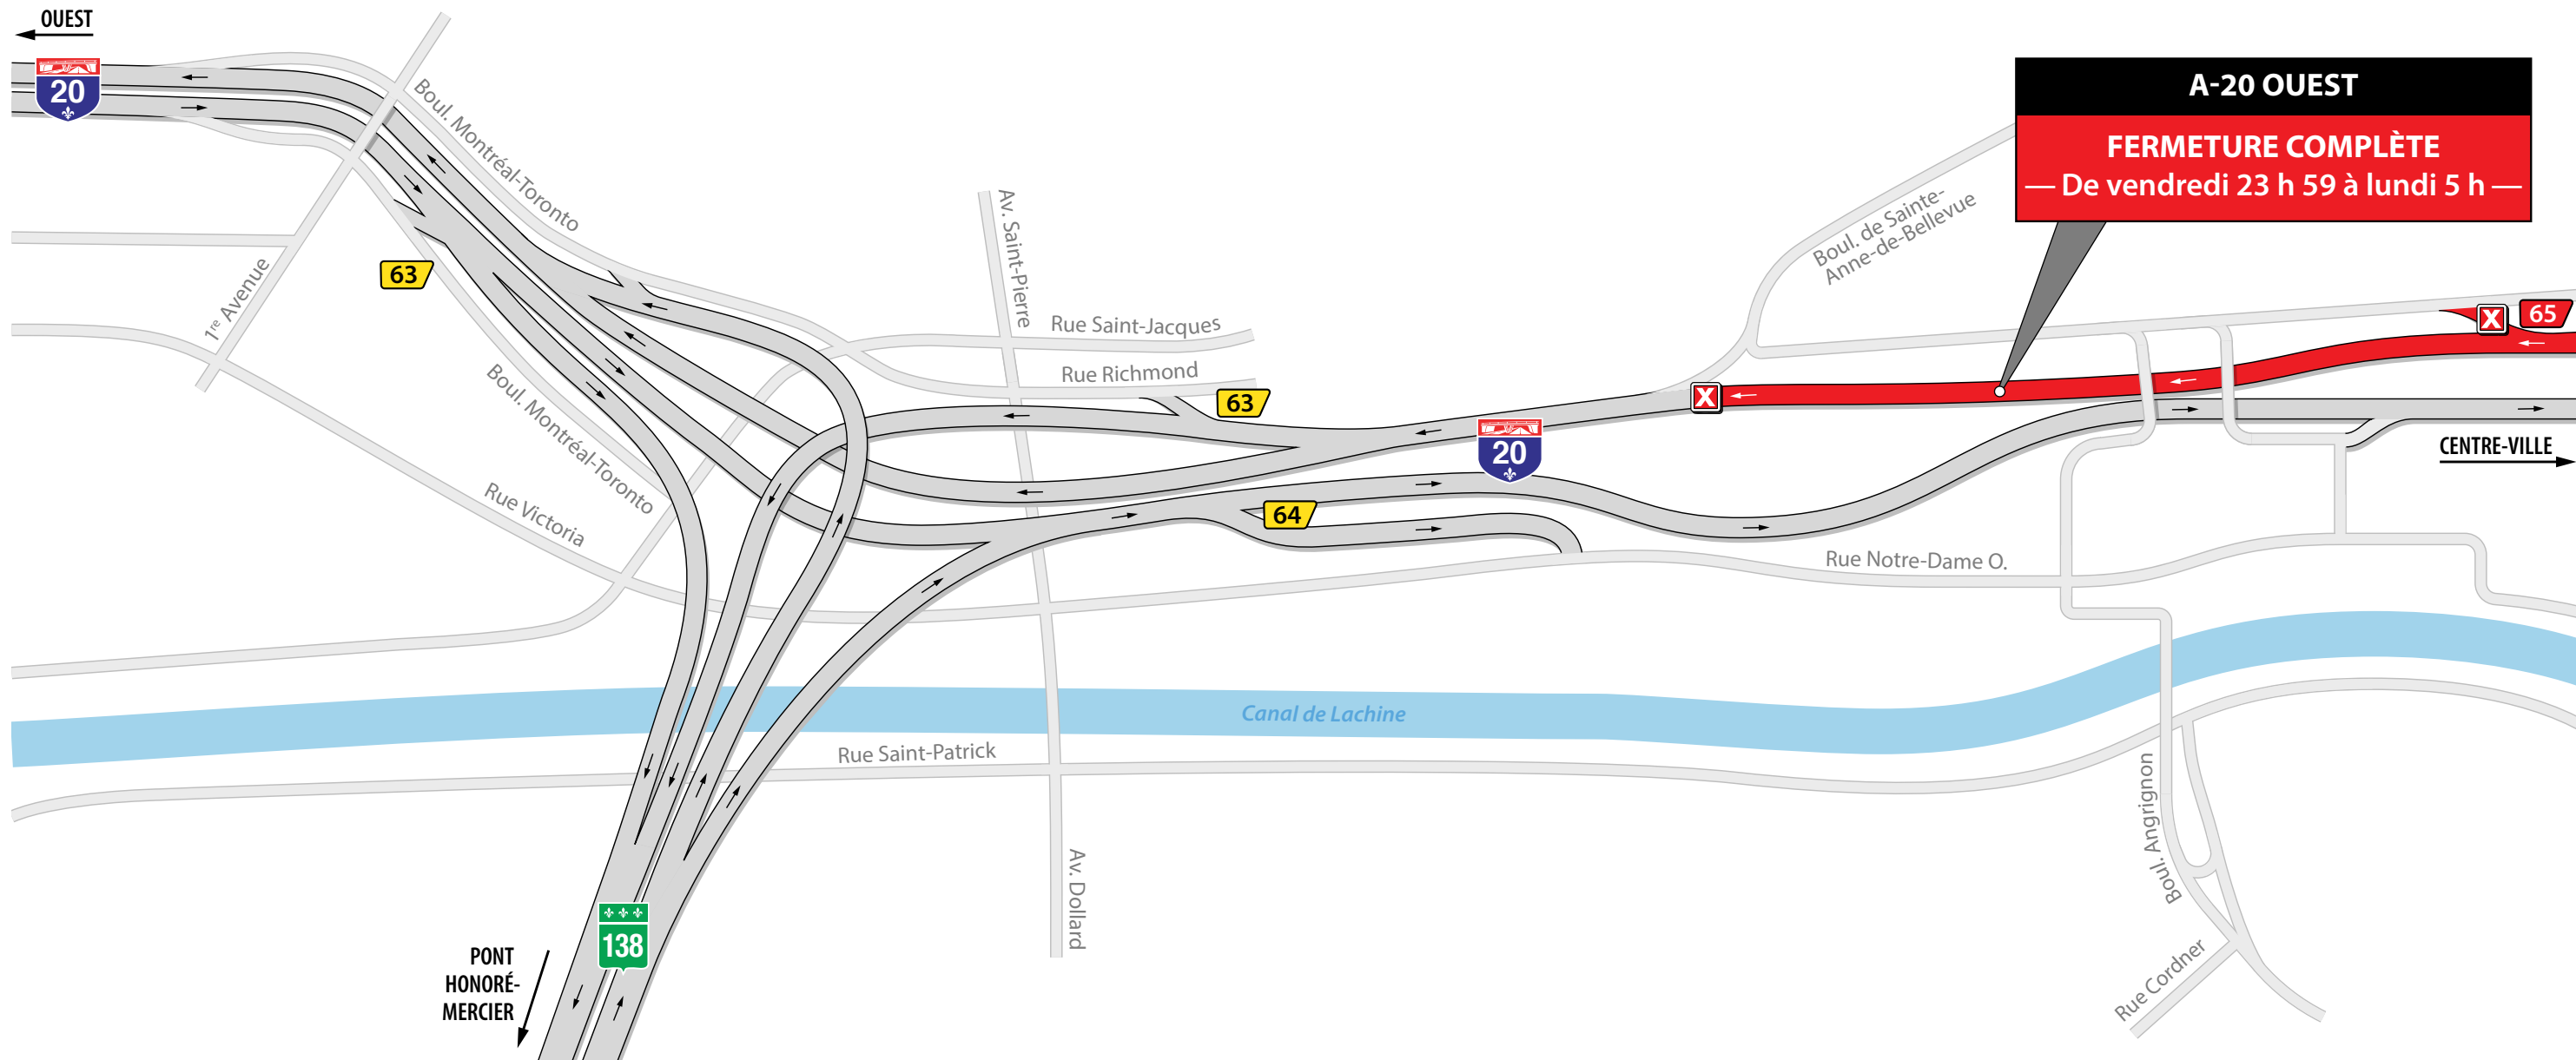 OUEST
20
Boul. Montréal-Toronto
A-20 OUEST
FERMETURE COMPLÈTE
— De vendredi 23 h 59 à lundi 5 h —
Av. Saint-Pierre
Boul. de Sainte-
Anne-de-Bellevue
63
1re Avenue
Rue Saint-Jacques
Rue Richmond
63
X
65
X
20
CENTRE-VILLE
Boul. Montréal-Toronto
Rue Victoria
64
Rue Notre-Dame O.
Canal de Lachine
Rue Saint-Patrick
Boul. Angrignon
Av. Dollard
138
PONT
HONORÉ-
MERCIER
Rue Cordner